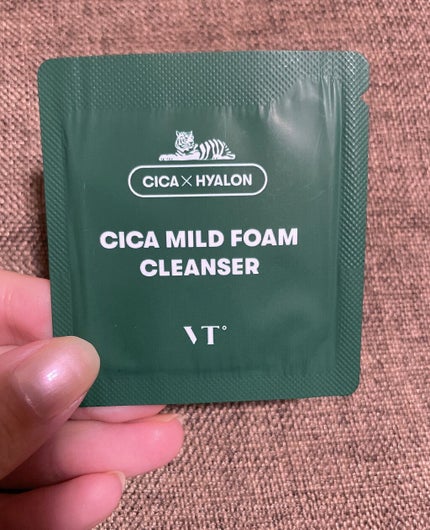 CICA×HYALON
CICA MILD FOAM
CLEANSER
VT°